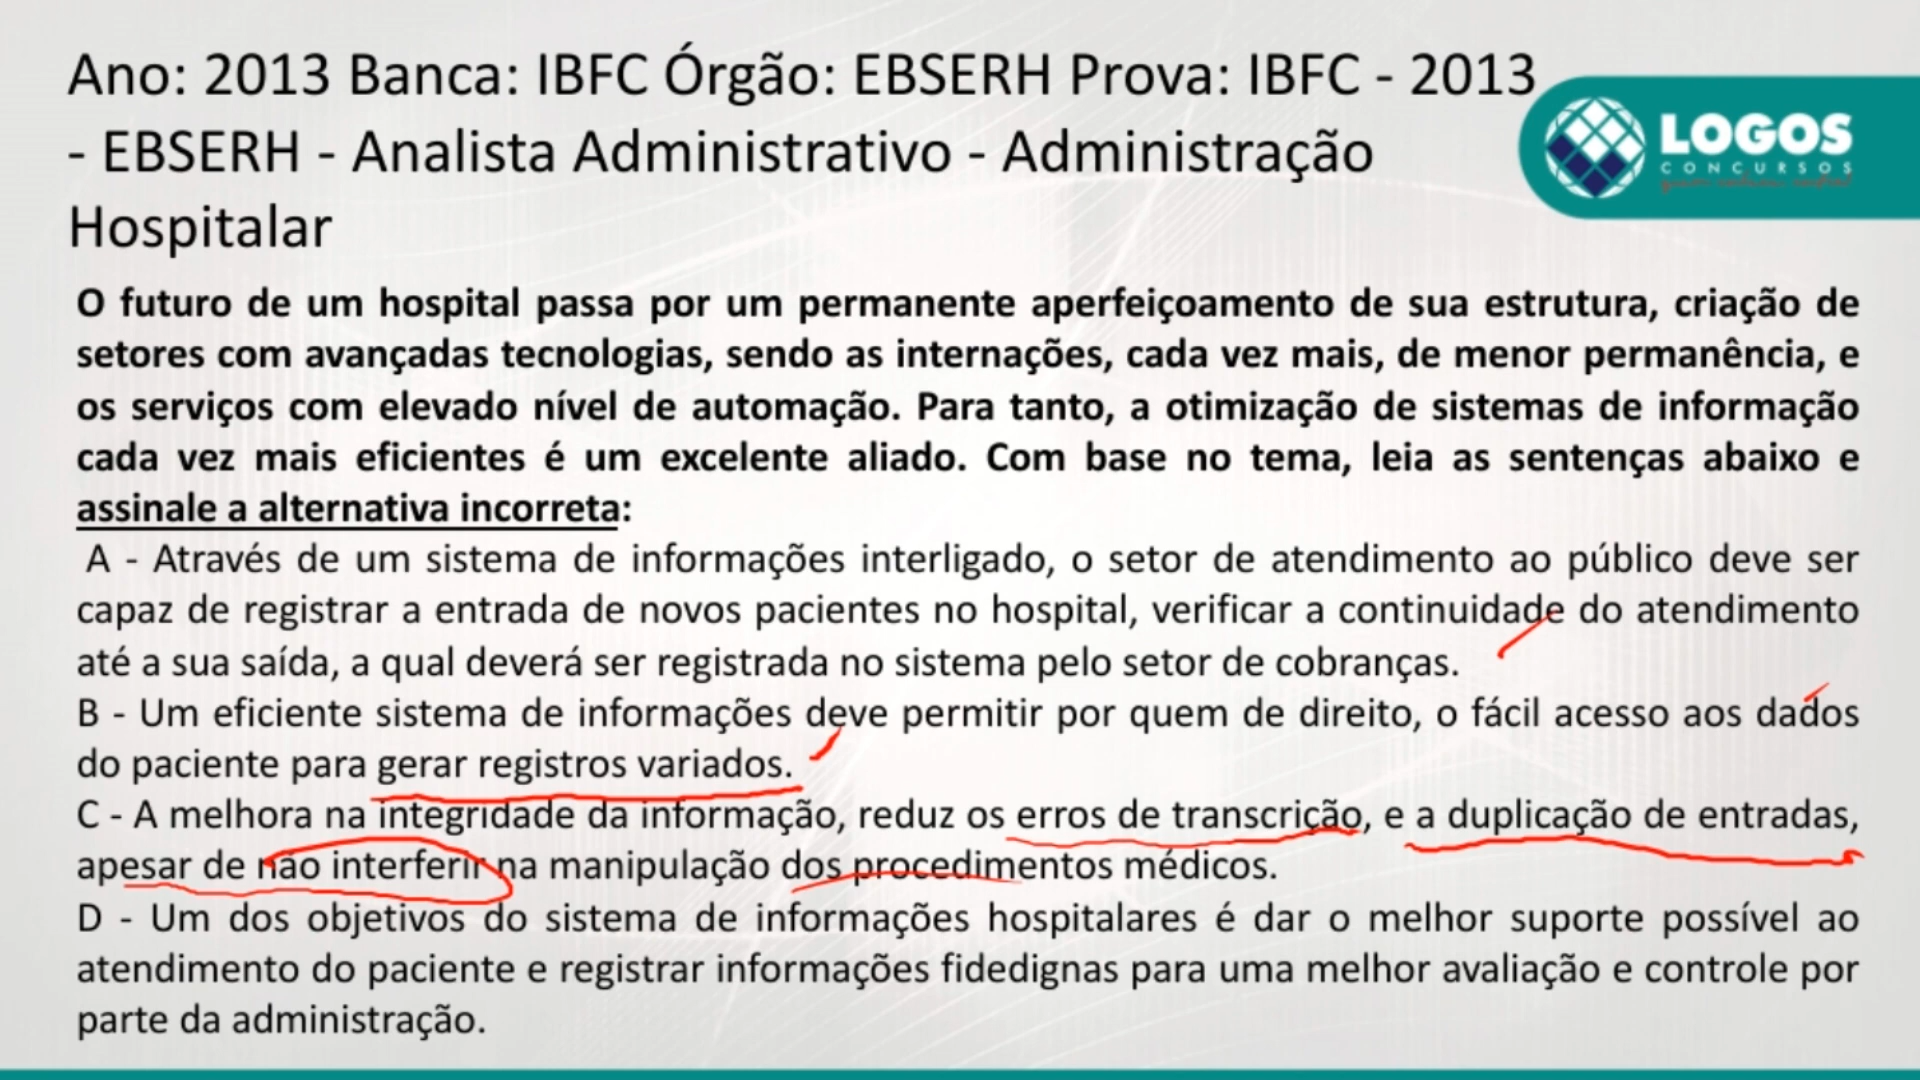 Ano: 2013 Banca: IBFC Órgão: EBSERH Prova: IBFC - 2013
- EBSERH - Analista Administrativo - Administração
Hospitalar
LOGOS
CONCURSOS
O futuro de um hospital passa por um permanente aperfeiçoamento de sua estrutura, criação de
setores com avançadas tecnologias, sendo as internações, cada vez mais, de menor permanência, e
os serviços com elevado nível de automação. Para tanto, a otimização de sistemas de informação
cada vez mais eficientes é um excelente aliado. Com base no tema, leia as sentenças abaixo e
assinale a alternativa incorreta:
A - Através de um sistema de informações interligado, o setor de atendimento ao público deve ser
capaz de registrar a entrada de novos pacientes no hospital, verificar a continuidade do atendimento
até a sua saída, a qual deverá ser registrada no sistema pelo setor de cobranças.
B - Um eficiente sistema de informações deve permitir por quem de direito, o fácil acesso aos dados
do paciente para gerar registros variados.
C - A melhora na integridade da informação, reduz os erros de transcrição, e a duplicação de entradas,
apesar de não interferir na manipulação dos procedimentos médicos.
D - Um dos objetivos do sistema de informações hospitalares é dar o melhor suporte possível ao
atendimento do paciente e registrar informações fidedignas para uma melhor avaliação e controle por
parte da administração.